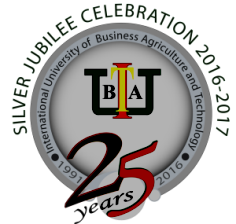 SILVER JUBILEE CELEBRATION 2016-2017
International University of Business Agriculture and Technology
IUBAT
1991
2016
25
years